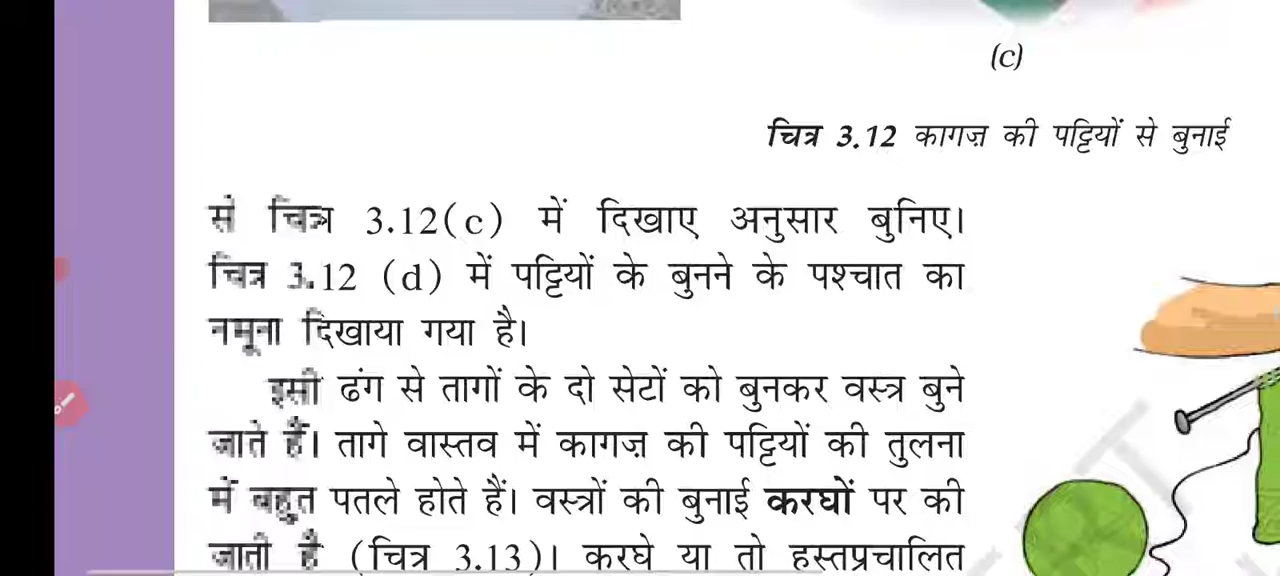 (c)
चित्र 3.12 कागज़ की पट्टियों से बुनाई
से चित्र 3.12(c) में दिखाए अनुसार बुनिए।
चित्र 3.12 (d) में पट्टियों के बुनने के पश्चात का
नमूना दिखाया गया है।
इसी ढंग से तागों के दो सेटों को बुनकर वस्त्र बुने
जाते हैं। तागे वास्तव में कागज़ की पट्टियों की तुलना
में बहुत पतले होते हैं। वस्त्रों की बुनाई करघों पर की
जाती है (चित्र 3.13)। करघे या तो हस्तप्रचालित